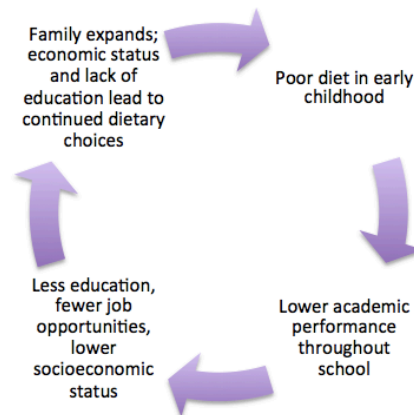 Family expands;
economic status
and lack of
education lead to
continued dietary
choices
Poor diet in early
childhood
Lower academic
performance
throughout
school
Less education,
fewer job
opportunities,
lower
socioeconomic
status